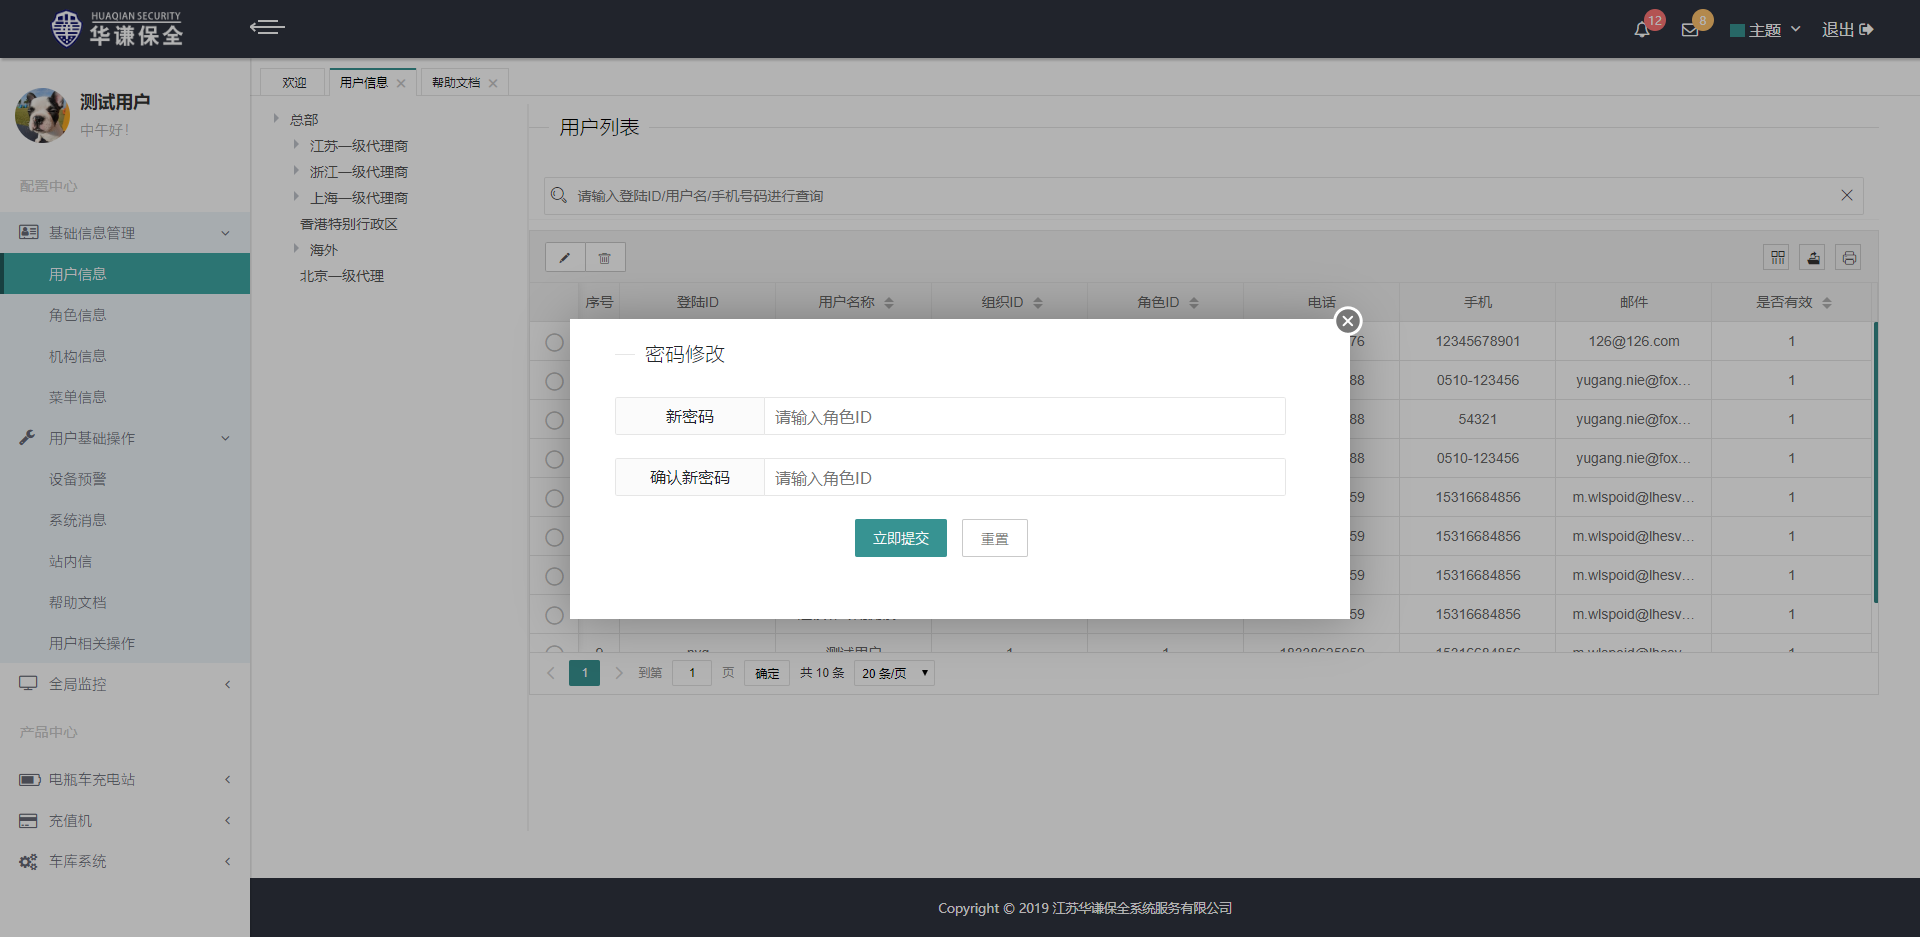 HUAQIAN SECURITY
华谦保全
12
8
主题
退出
测试用户
中午好！
配置中心
基础信息管理
用户信息
角色信息
机构信息
菜单信息
用户基础操作
设备预警
系统消息
站内信
帮助文档
用户相关操作
全局监控
产品中心
电瓶车充电站
充值机
车库系统
欢迎
用户信息
帮助文档
总部
江苏一级代理商
浙江一级代理商
上海一级代理商
香港特别行政区
海外
北京一级代理
用户列表
请输入登陆ID/用户名/手机号码进行查询
序号 登陆ID 用户名称 组织ID 角色ID 电话 手机 邮件 是否有效
76 12345678901 126@126.com 1
88 0510-123456 yugang.nie@fox... 1
88 54321 yugang.nie@fox... 1
88 0510-123456 yugang.nie@fox... 1
59 15316684856 m.wlspoid@lhesv... 1
59 15316684856 m.wlspoid@lhesv... 1
59 15316684856 m.wlspoid@lhesv... 1
59 15316684856 m.wlspoid@lhesv... 1
密码修改
新密码 请输入角色ID
确认新密码 请输入角色ID
立即提交 重置
1 到第 1 页 确定 共 10 条 20 条/页
Copyright © 2019 江苏华谦保全系统服务有限公司